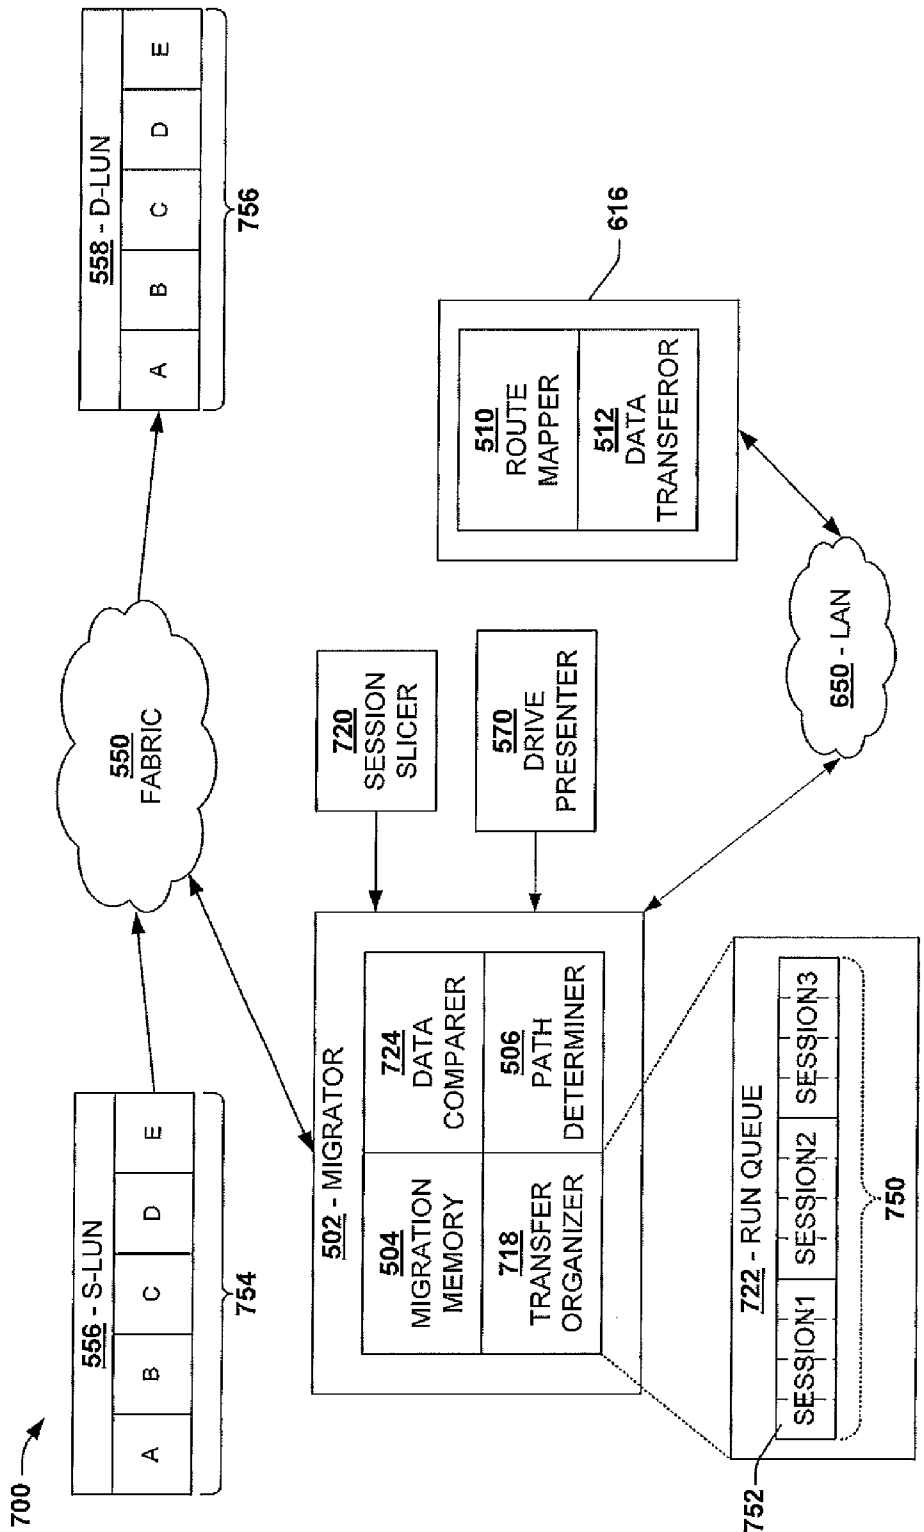 700
556 - S-LUN
A
B
C
D
E
754
550
FABRIC
558 - D-LUN
A
B
C
D
E
756
502 - MIGRATOR
504
MIGRATION
MEMORY
724
DATA
COMPARER
718
TRANSFER
ORGANIZER
506
PATH
DETERMINER
720
SESSION
SLICER
570
DRIVE
PRESENTER
510
ROUTE
MAPPER
512
DATA
TRANSFEROR
616
650 - LAN
722 - RUN QUEUE
SESSION1
SESSION2
SESSION3
752
750